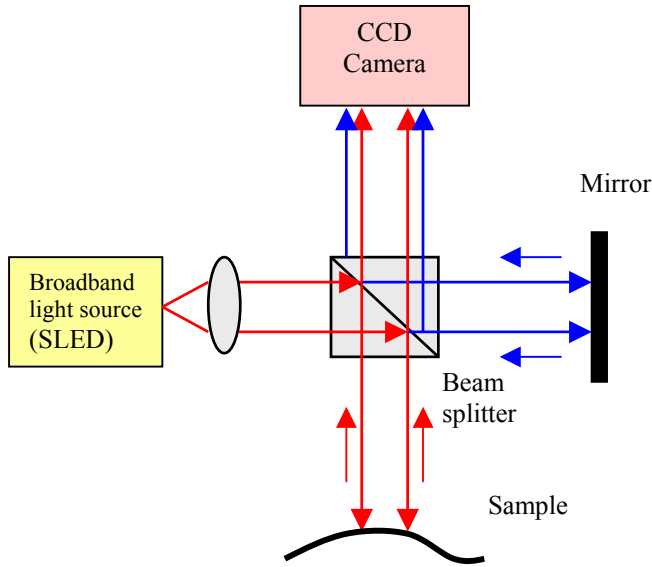 CCD
Camera
Mirror
Broadband
light source
(SLED)
Beam
splitter
Sample